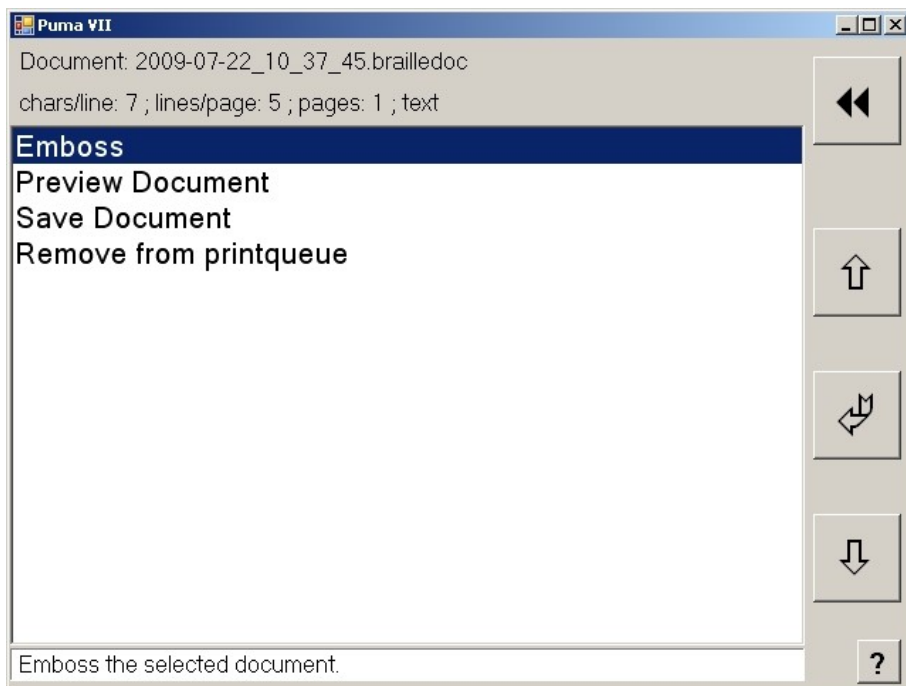 Puma VII
Document: 2009-07-22_10_37_45.brailledoc
chars/line: 7 ; lines/page: 5 ; pages: 1 ; text
Emboss
Preview Document
Save Document
Remove from printqueue
Emboss the selected document.
?